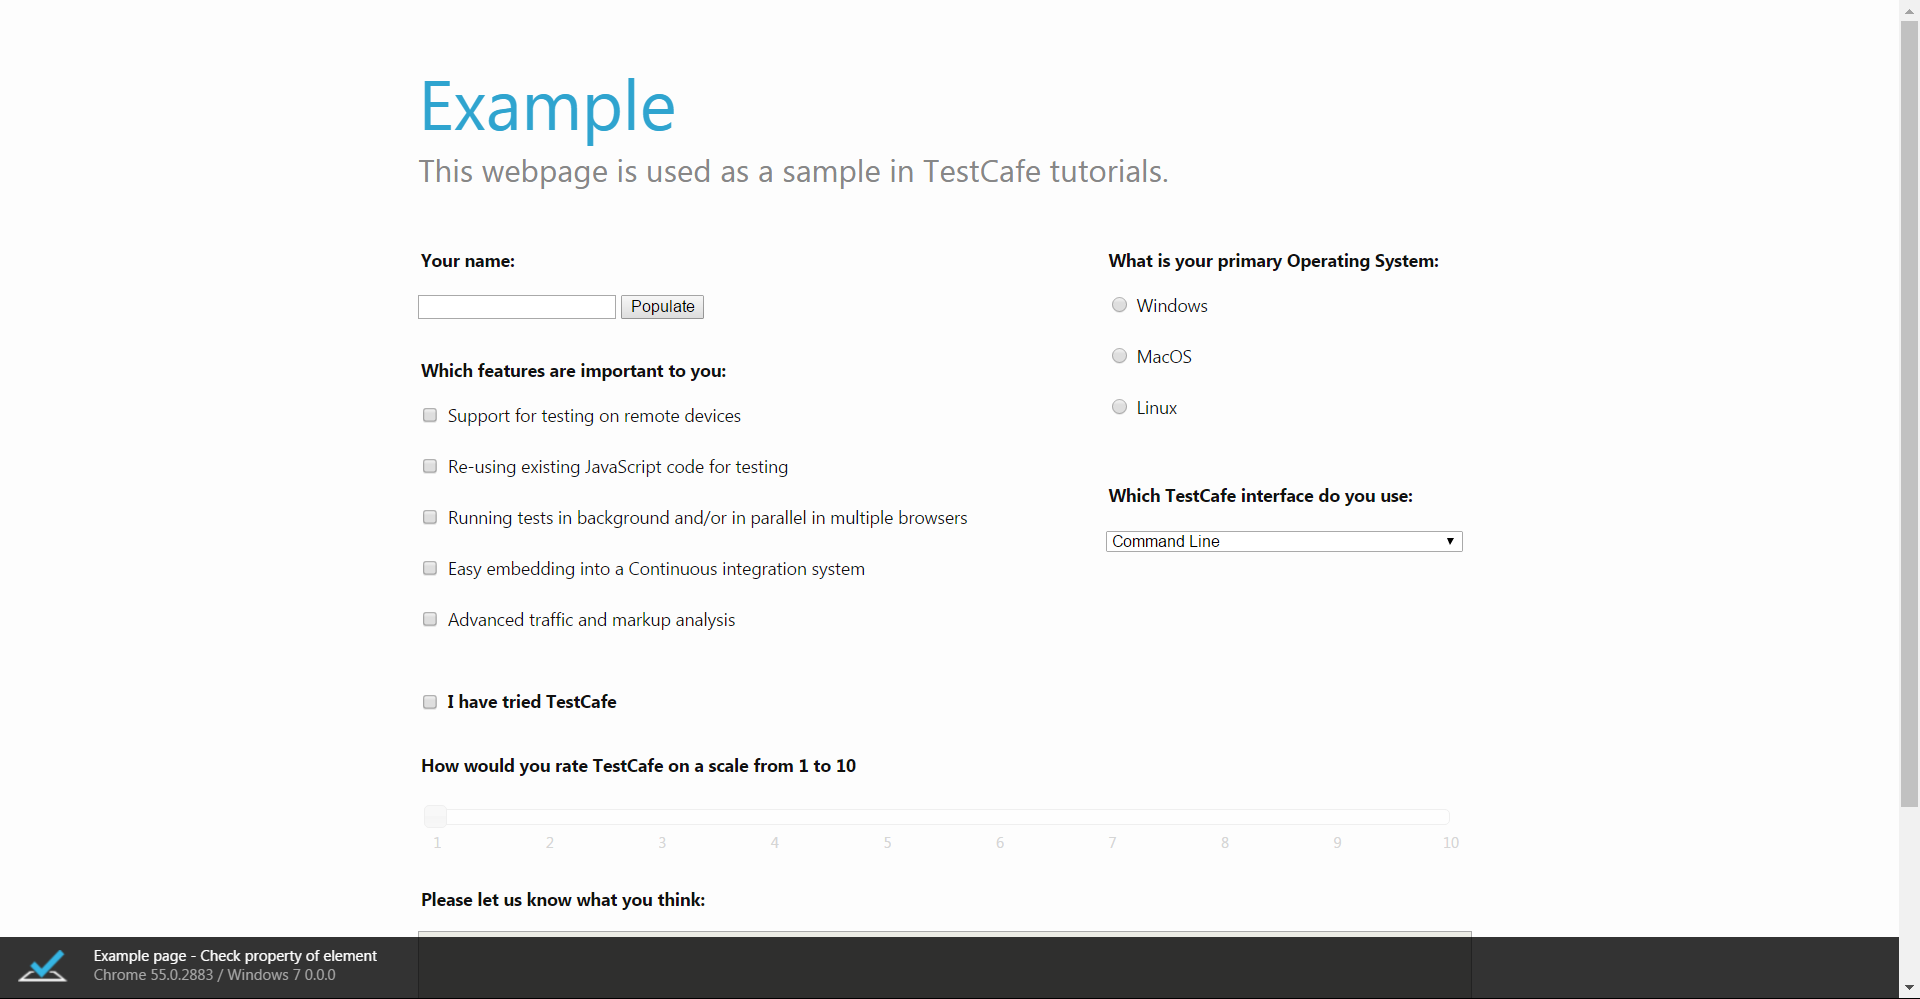 Example
This webpage is used as a sample in TestCafe tutorials.
Your name:
Populate
Which features are important to you:
Support for testing on remote devices
Re-using existing JavaScript code for testing
Running tests in background and/or in parallel in multiple browsers
Easy embedding into a Continuous integration system
Advanced traffic and markup analysis
What is your primary Operating System:
Windows
MacOS
Linux
Which TestCafe interface do you use:
Command Line
I have tried TestCafe
How would you rate TestCafe on a scale from 1 to 10
1 2 3 4 5 6 7 8 9 10
Please let us know what you think:
Example page - Check property of element
Chrome 55.0.2883 / Windows 7 0.0.0